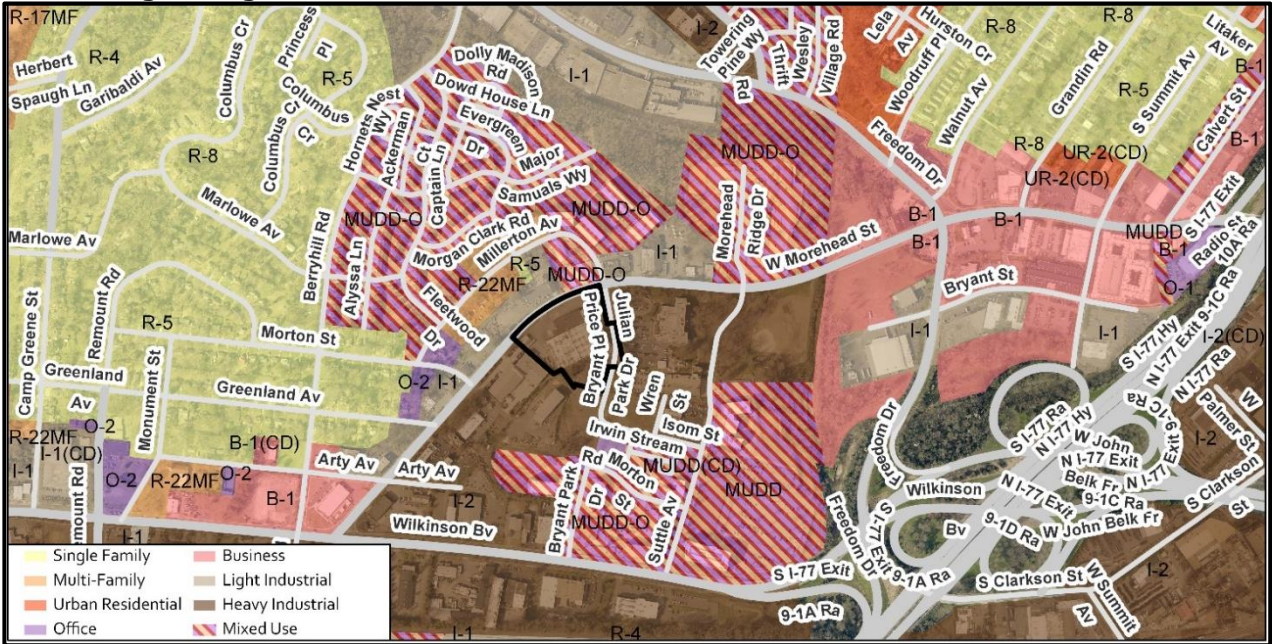 R-17MF
R-4
Herbert
Spaugh Ln
Garibaldi Av
Columbus Cr
Princess
Pl
R-5
Columbus
Cr
Columbus Cr
R-8
Marlowe Av
Marlowe Av
Dolly Madison
Rd
Dowd House Ln
Hornets Nest
Wy
Ackerman
Ct
Captain Ln
Evergreen
Dr
Major
Samuals Wy
MUDD-O
Morgan Clark Rd
Millerton Av
MUDD-O
R-5
MUDD-O
R-22MF
Berryhill Rd
Alyssa Ln
Fleetwood
Dr
I-1
I-2
Towering
Pine Wy
Rd
Thrift
Wesley
Village Rd
Lela
Av
Hurston Cr
Woodruff Pl
Walnut Av
R-8
R-8
Grandin Rd
R-5
S Summit Av
Litaker
Av
B-1
Calvert St
B-1
Freedom Dr
R-8
UR-2(CD)
UR-2(CD)
MUDD-O
Morehead
Ridge Dr
W Morehead St
I-1
B-1
B-1
B-1
MUDD
B-1
S I-77 Exit
Radio St
10A Ra
O-1
Bryant St
I-1
I-1
I-2(CD)
Camp Greene St
Remount Rd
R-5
Morton St
Greenland
Av
Monument St
Greenland Av
O-2
I-1
O-2
R-22MF
I-1(CD)
I-1
O-2
R-22MF
O-2
B-1(CD)
B-1
Arty Av
Arty Av
I-2
I-1
Wilkinson Bv
Julian
Price Pl
Bryant
Park Dr
Wren
St
Isom St
Irwin Stream
Rd
Morton
St
Dr
Bryant Park
MUDD(CD)
MUDD
MUDD-O
Suttle Av
Freedom Dr
Freedom Dr
Wilkinson
Bv
S I-77 Exit
S I-77 Exit
9-1A Ra
9-1A Ra
S I-77 Ra
N I-77 Hy
S I-77 Hy
N I-77 Exit
9-1C Ra
N I-77 Ra
W John
N I-77 Exit
Belk Fr
N I-77 Exit
9-1C Ra
9-1C Ra
N I-77 Exit
9-1D Ra
W John Belk Fr
W
Palmer St
I-2
S Clarkson
St
S Clarkson St
W Summit
Av
I-2
I-1
R-4
Single Family
Multi-Family
Urban Residential
Office
Business
Light Industrial
Heavy Industrial
Mixed Use